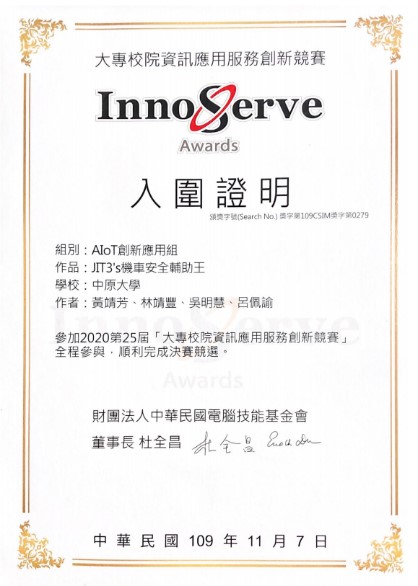 大專校院資訊應用服務創新競賽
InnoServe
Awards
入圍證明
頒獎字號(Search No.) 獎字第109CSIM獎字第0279
組別：AIoT創新應用組
作品：JIT3's機車安全輔助王
學校：中原大學
作者：黃靖芳、林靖豐、吳明慧、呂佩諭
InnoServe
參加2020第25屆「大專校院資訊應用服務創新競賽」
全程參與，順利完成決賽競選。
Awards
財團法人中華民國電腦技能基金會
董事長 杜全昌 杜全昌
中華民國 109 年 11 月 7 日